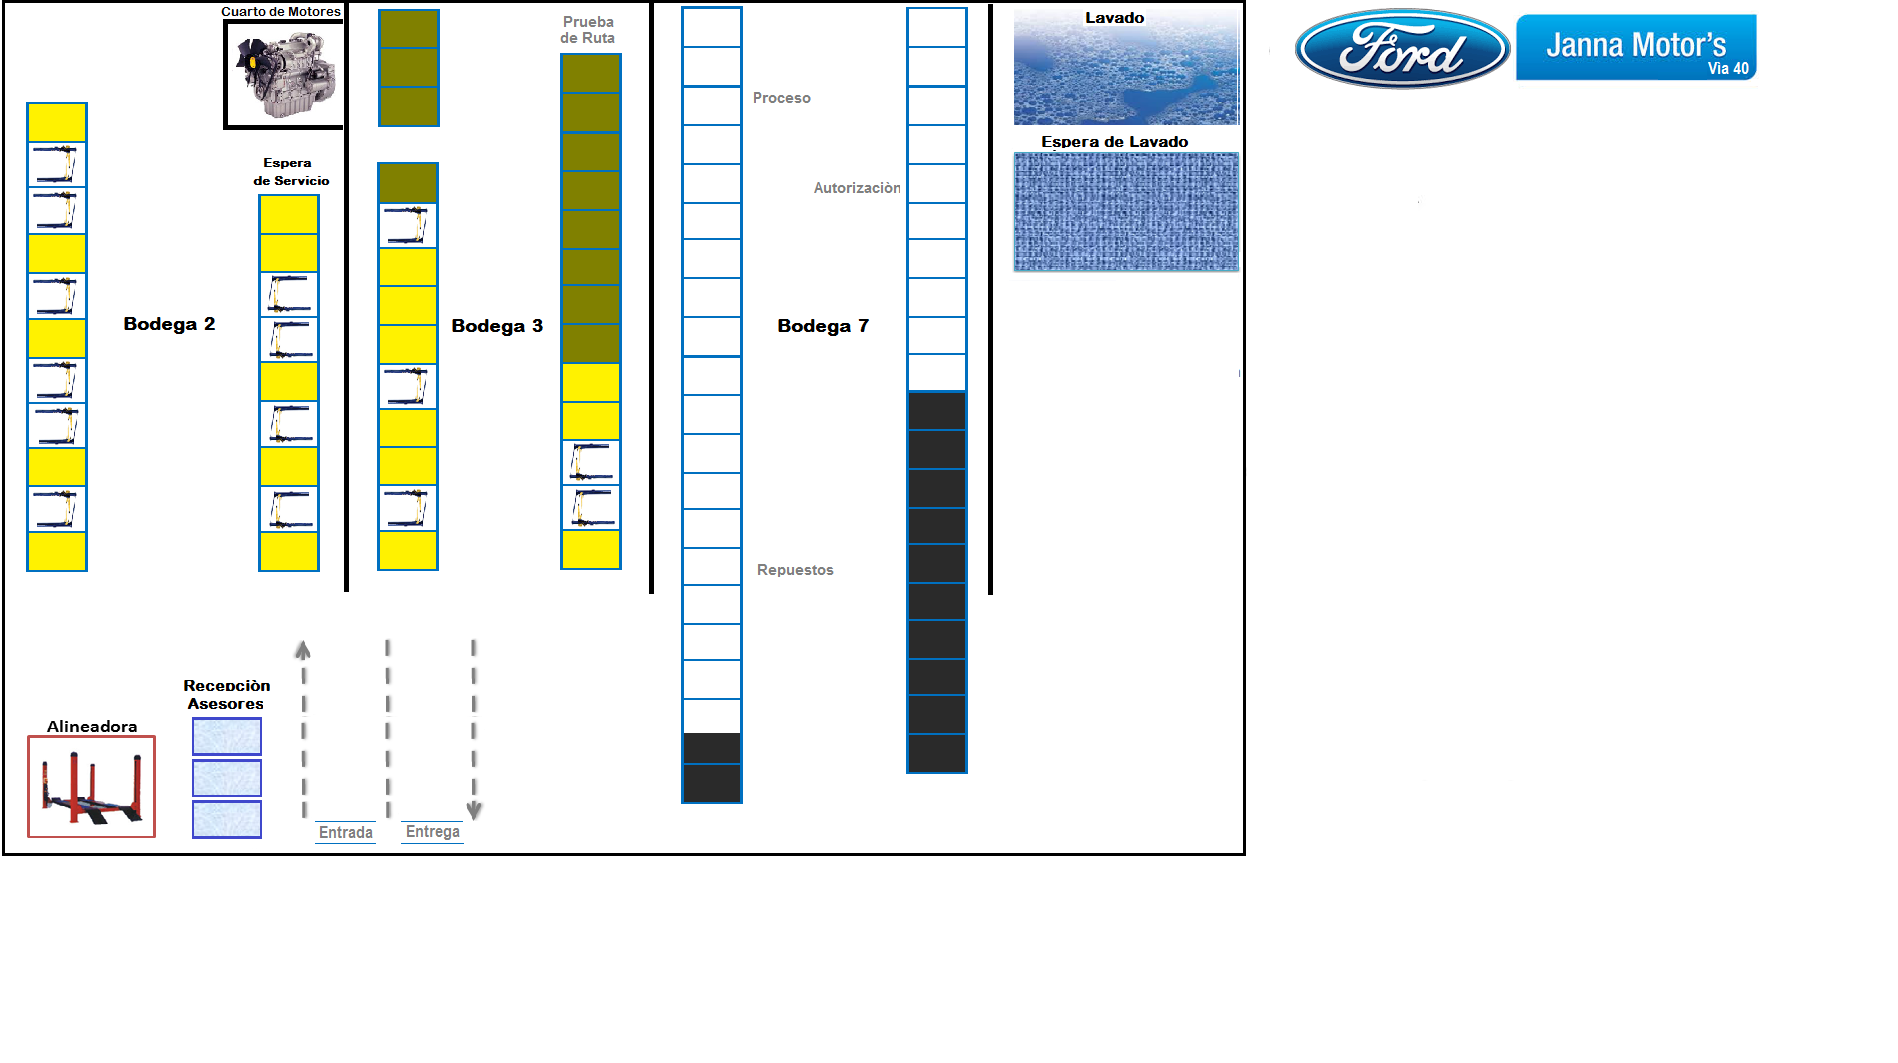 Cuarto de Motores
Prueba
de Ruta
Lavado
Ford
Janna Motor's
Vìa 40
Proceso
Espera de Lavado
Espera
de Servicio
Autorizaciòn
Bodega 2
Bodega 3
Bodega 7
Repuestos
Recepciòn
Asesores
Alineadora
Entrada
Entrega